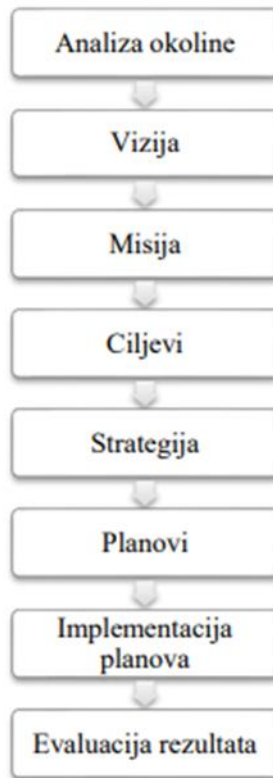 Analiza okoline
Vizija
Misija
Ciljevi
Strategija
Planovi
Implementacija
planova
Evaluacija rezultata